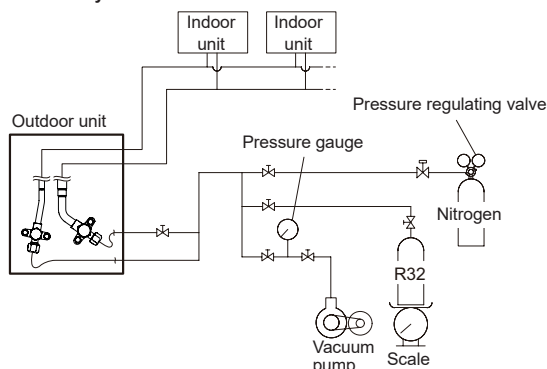 Indoor
unit
Indoor
unit
Outdoor unit
Pressure regulating valve
Pressure gauge
Nitrogen
R32
Vacuum
pump
Scale